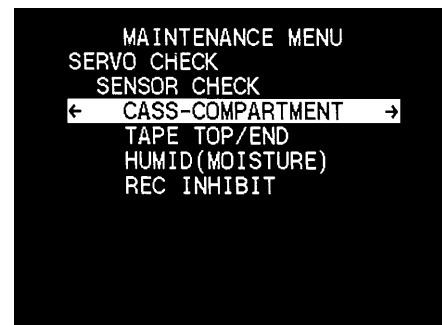 MAINTENANCE MENU
SERVO CHECK
SENSOR CHECK
← CASS-COMPARTMENT →
TAPE TOP/END
HUMID(MOISTURE)
REC INHIBIT